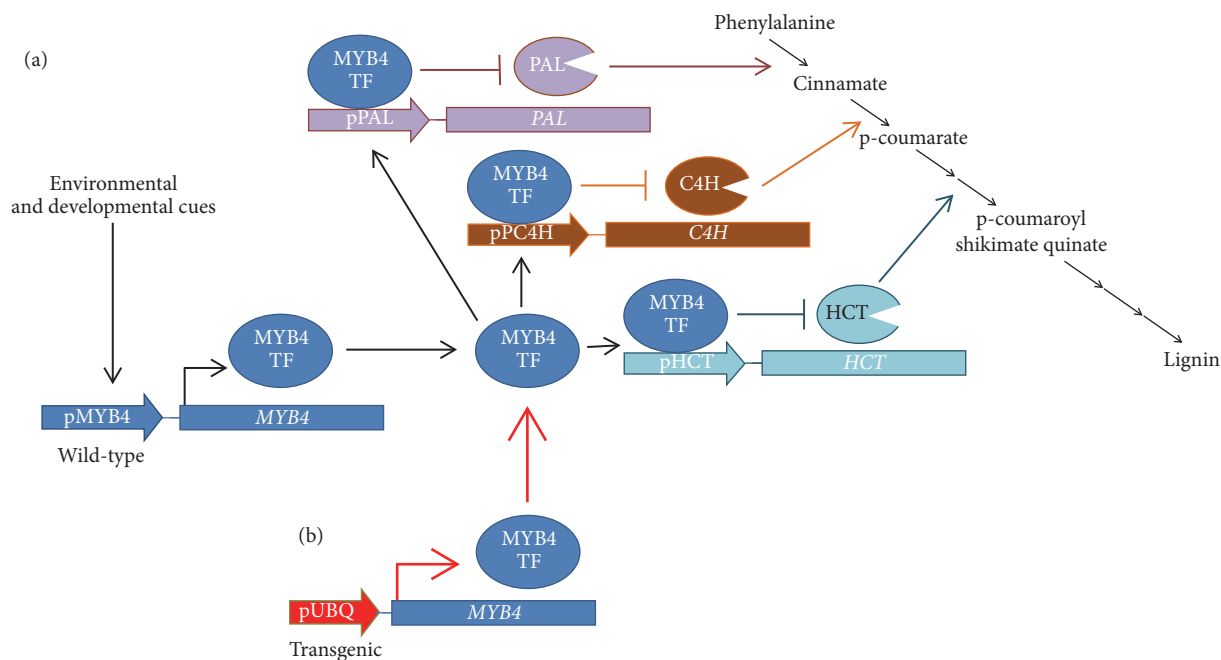 (a)
MYB4
TF
PAL
pPAL
PAL
Phenylalanine
Cinnamate
p-coumarate
p-coumaroyl
shikimate quinate
Lignin
MYB4
TF
C4H
pPC4H
C4H
Environmental
and developmental cues
MYB4
TF
HCT
pHCT
HCT
MYB4
TF
MYB4
TF
pMYB4
MYB4
Wild-type
(b)
MYB4
TF
pUBQ
MYB4
Transgenic